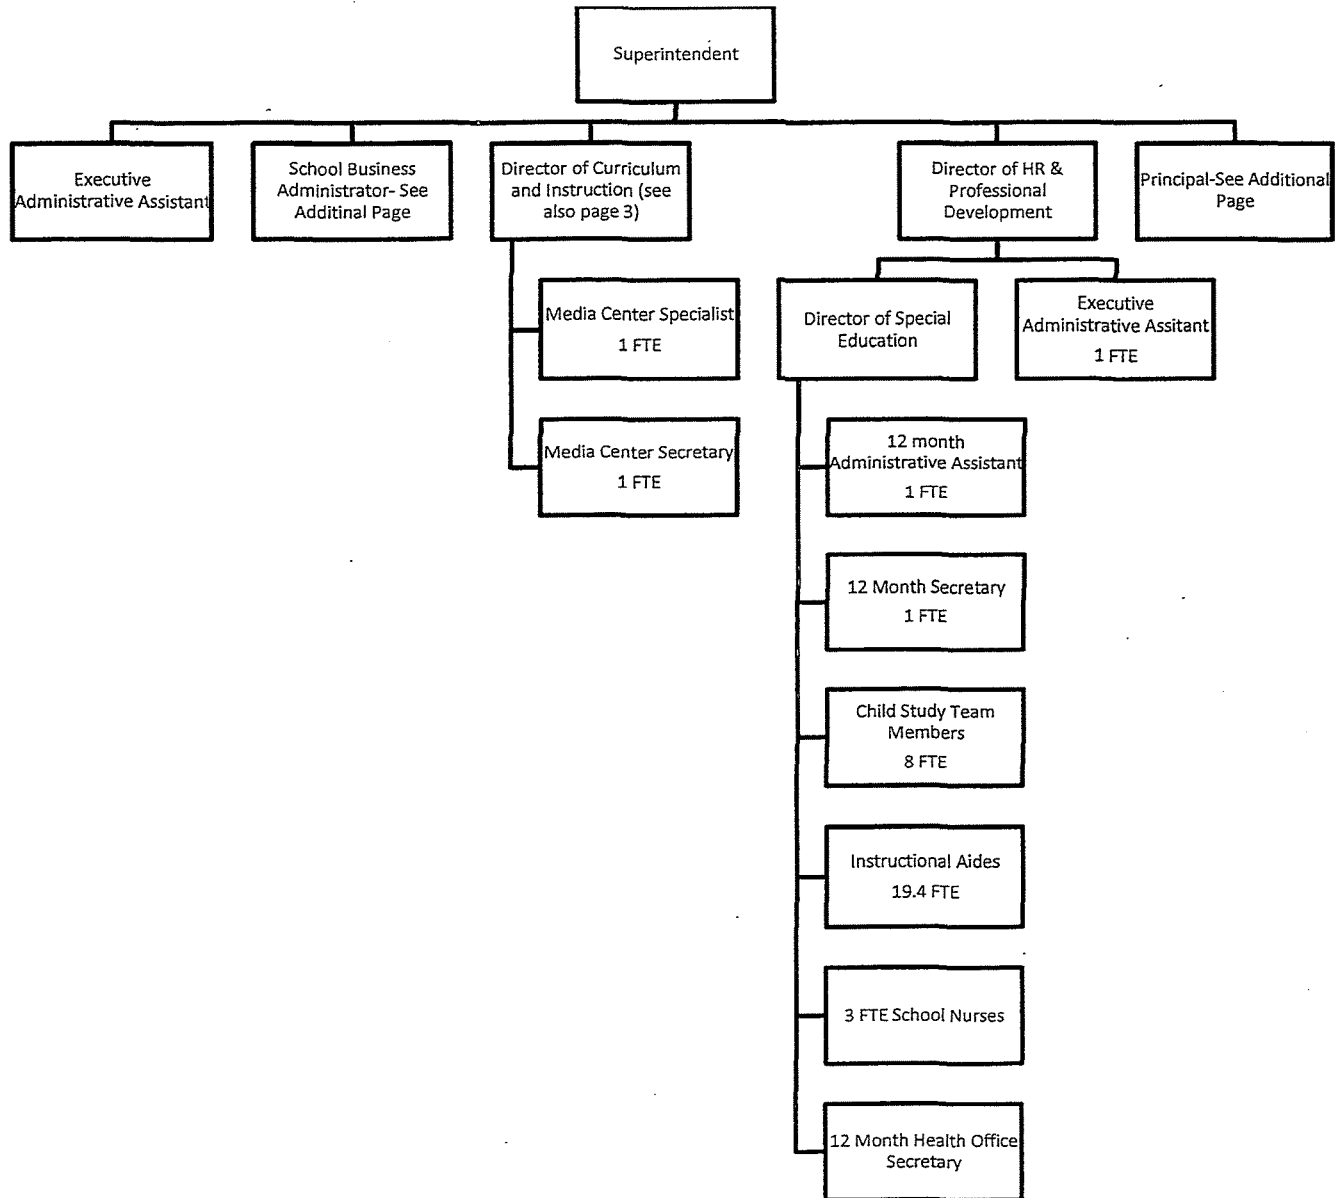 Superintendent
Executive
Administrative Assistant
School Business
Administrator- See
Additinal Page
Director of Curriculum
and Instruction (see
also page 3)
Director of HR &
Professional
Development
Principal-See Additional
Page
Media Center Specialist
1 FTE
Media Center Secretary
1 FTE
Director of Special
Education
Executive
Administrative Assitant
1 FTE
12 month
Administrative Assistant
1 FTE
12 Month Secretary
1 FTE
Child Study Team
Members
8 FTE
Instructional Aides
19.4 FTE
3 FTE School Nurses
12 Month Health Office
Secretary